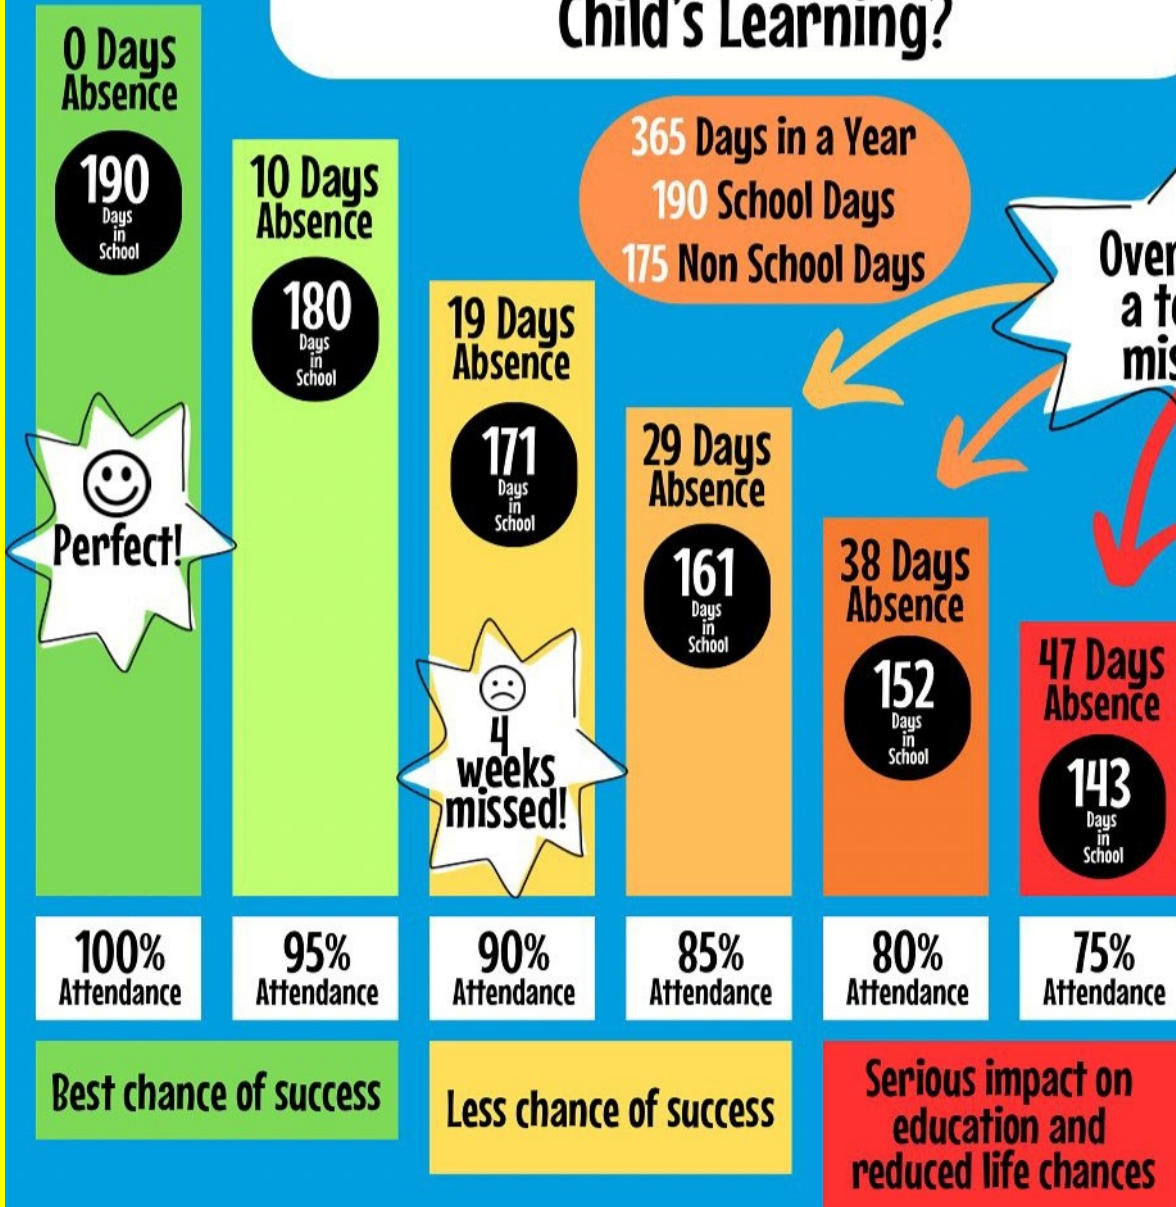 Child's Learning?
0 Days
Absence
190
Days
in
School
Perfect!
100%
Attendance
10 Days
Absence
180
Days
in
School
95%
Attendance
Best chance of success
365 Days in a Year
190 School Days
175 Non School Days
19 Days
Absence
171
Days
in
School
4
weeks
missed!
90%
Attendance
29 Days
Absence
161
Days
in
School
85%
Attendance
Less chance of success
Over
a
38 Days
Absence
152
Days
in
School
80%
Attendance
47 Days
Absence
143
Days
in
School
75%
Attendance
Serious impact on
education and
reduced life chances